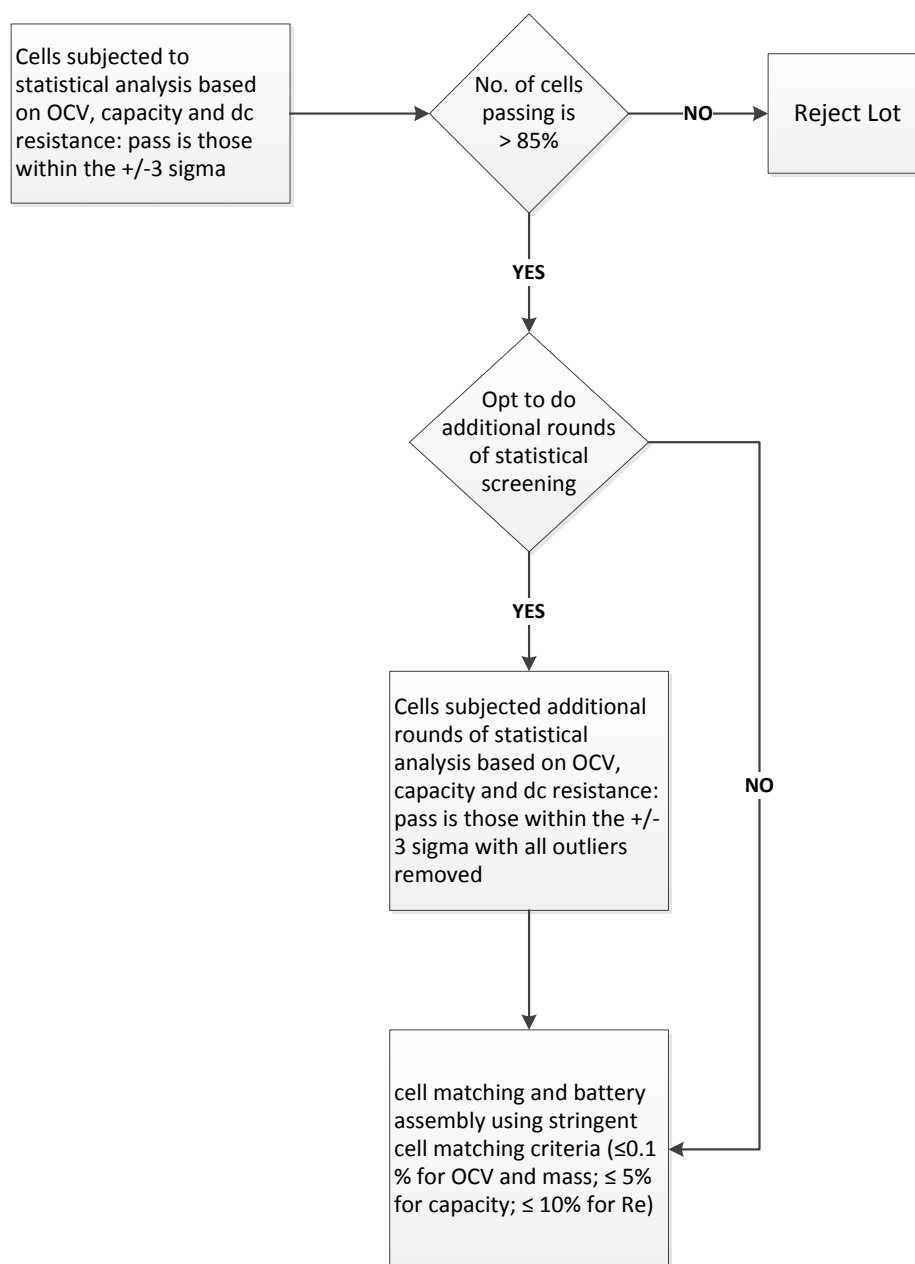 Cells subjected to
statistical analysis based
on OCV, capacity and dc
resistance: pass is those
within the +/-3 sigma
No. of cells
passing is
> 85%
NO
Reject Lot
YES
Opt to do
additional rounds
of statistical
screening
YES
NO
Cells subjected additional
rounds of statistical
analysis based on OCV,
capacity and dc resistance:
pass is those within the +/-
3 sigma with all outliers
removed
cell matching and battery
assembly using stringent
cell matching criteria (≤0.1
% for OCV and mass; ≤ 5%
for capacity; ≤ 10% for Re)